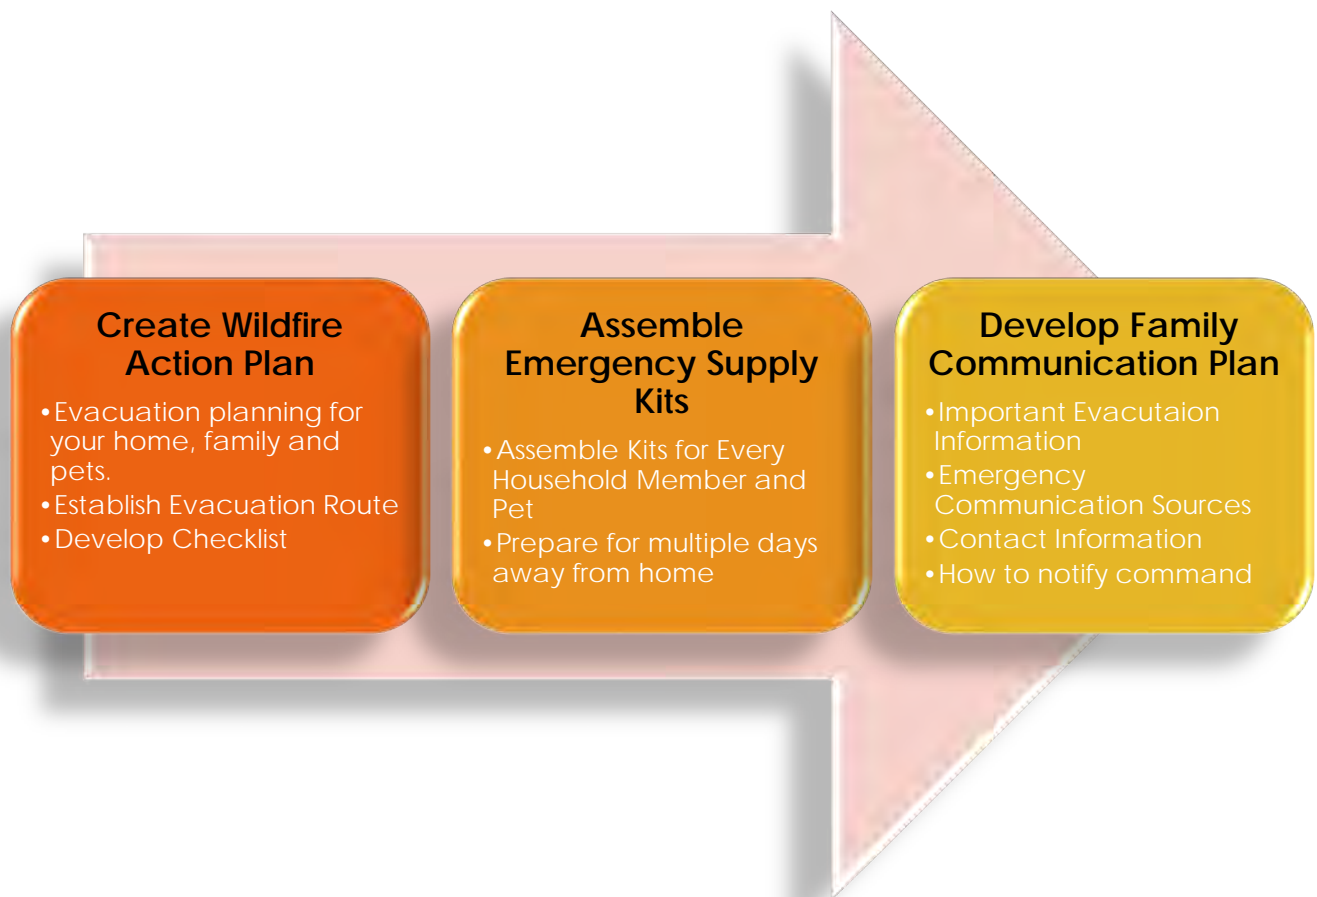 Create Wildfire
Action Plan
•Evacuation planning for
your home, family and
pets.
•Establish Evacuation Route
•Develop Checklist
Assemble
Emergency Supply
Kits
•Assemble Kits for Every
Household Member and
Pet
•Prepare for multiple days
away from home
Develop Family
Communication Plan
•Important Evacutaion
Information
•Emergency
Communication Sources
•Contact Information
•How to notify command